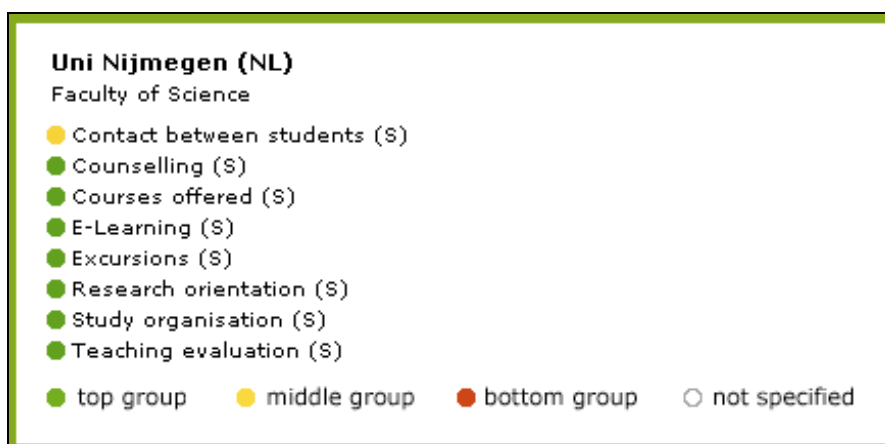 Uni Nijmegen (NL)
Faculty of Science
Contact between students (S)
Counselling (S)
Courses offered (S)
E-Learning (S)
Excursions (S)
Research orientation (S)
Study organisation (S)
Teaching evaluation (S)
top group middle group bottom group not specified